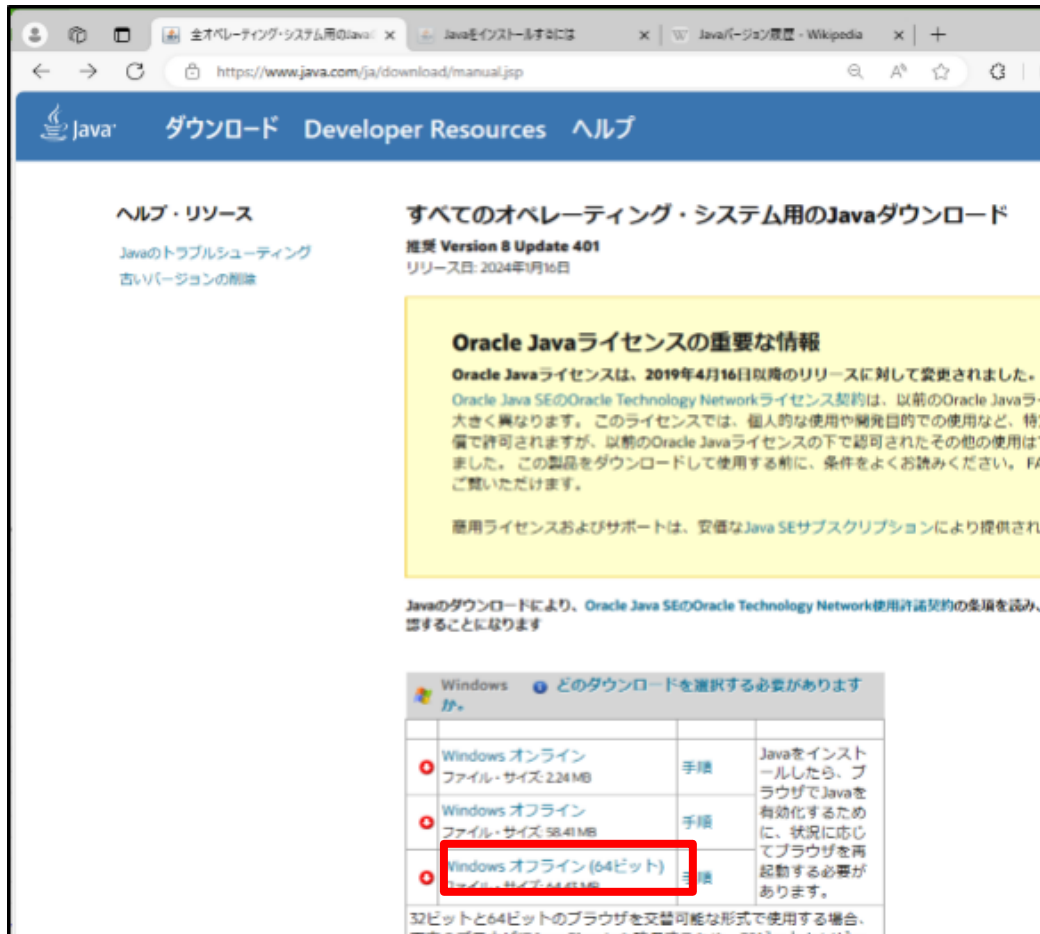 全オペレーティング・システム用のJava
Javaをインストールするには
Javaバージョン履歴 - Wikipedia
https://www.java.com/ja/download/manual.jsp
Java
ダウンロード Developer Resources ヘルプ
ヘルプ・リソース
Javaのトラブルシューティング
古いバージョンの削除
すべてのオペレーティング・システム用のJavaダウンロード
推奨 Version 8 Update 401
リリース日: 2024年1月16日
Oracle Javaライセンスの重要な情報
Oracle Javaライセンスは、2019年4月16日以降のリリースに対して変更されました。
Oracle Java SEのOracle Technology Networkライセンス契約は、以前のOracle Javaラ
大きく異なります。 このライセンスでは、個人的な使用や開発目的での使用など、特
償で許可されますが、以前のOracle Javaライセンスの下で認可されたその他の使用は
ました。 この製品をダウンロードして使用する前に、条件をよくお読みください。 FA
ご覧いただけます。
商用ライセンスおよびサポートは、安価なJava SEサブスクリプションにより提供され
Javaのダウンロードにより、Oracle Java SEのOracle Technology Network使用許諾契約の条項を読み、
認することになります
Windows どのダウンロードを選択する必要があります
か。
Windows オンライン
ファイル・サイズ: 2.24 MB
手順
Windows オフライン
ファイル・サイズ: 58.41 MB
手順
Windows オフライン (64ビット)
ファイル・サイズ: 64.45 MB
手順
Javaをインスト
ールしたら、ブ
ラウザでJavaを
有効化するため
に、状況に応じ
てブラウザを再
起動する必要が
あります。
32ビットと64ビットのブラウザを交替可能な形式で使用する場合、